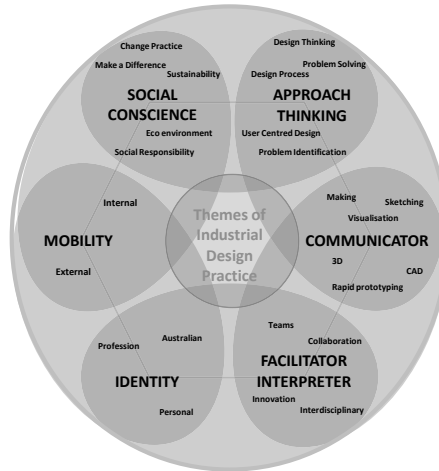 Change Practice
Make a Difference
Sustainability
SOCIAL
CONSCIENCE
Eco environment
Social Responsibility
Design Thinking
Problem Solving
Design Process
APPROACH
THINKING
User Centred Design
Problem Identification
Internal
MOBILITY
External
Themes of
Industrial
Design
Practice
Making
Sketching
Visualisation
COMMUNICATOR
3D
CAD
Rapid prototyping
Australian
Profession
IDENTITY
Personal
Teams
Collaboration
FACILITATOR
INTERPRETER
Innovation
Interdisciplinary